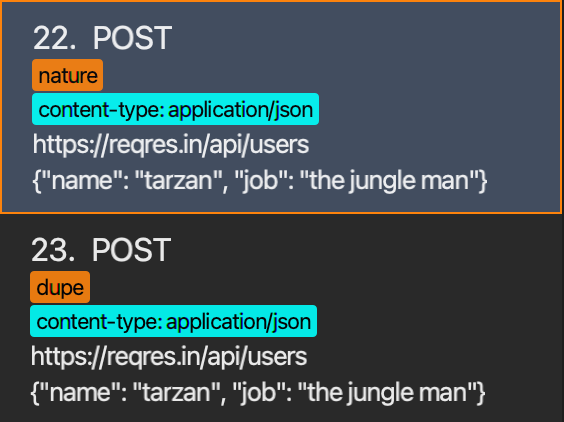 22. POST
nature
content-type: application/json
https://reqres.in/api/users
{"name": "tarzan", "job": "the jungle man"}
23. POST
dupe
content-type: application/json
https://reqres.in/api/users
{"name": "tarzan", "job": "the jungle man"}